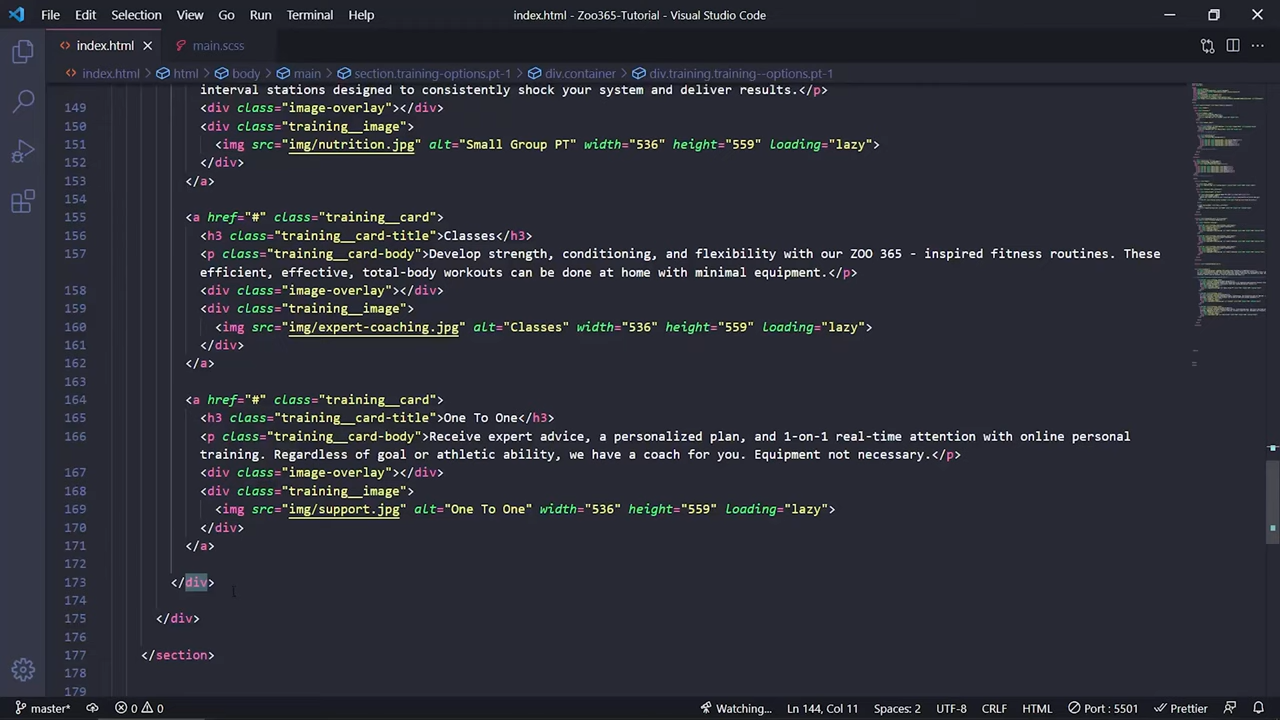 File Edit Selection View Go Run Terminal Help index.html - Zoo365-Tutorial - Visual Studio Code
index.html main.scss
index.html > html > body > main > section.training-options.pt-1 > div.container > div.training.training--options.pt-1
interval stations designed to consistently shock your system and deliver results.</p>
149 <div class="image-overlay"></div>
150 <div class="training__image">
151 <img src="img/nutrition.jpg" alt="Small Group PT" width="536" height="559" loading="lazy">
152 </div>
153 </a>
154
155 <a href="#" class="training__card">
156 <h3 class="training__card-title">Classes</h3>
157 <p class="training__card-body">Develop strength, conditioning, and flexibility with our ZOO 365 - inspired fitness routines. These
efficient, effective, total-body workouts can be done at home with minimal equipment.</p>
158 <div class="image-overlay"></div>
159 <div class="training__image">
160 <img src="img/expert-coaching.jpg" alt="Classes" width="536" height="559" loading="lazy">
161 </div>
162 </a>
163
164 <a href="#" class="training__card">
165 <h3 class="training__card-title">One To One</h3>
166 <p class="training__card-body">Receive expert advice, a personalized plan, and 1-on-1 real-time attention with online personal
training. Regardless of goal or athletic ability, we have a coach for you. Equipment not necessary.</p>
167 <div class="image-overlay"></div>
168 <div class="training__image">
169 <img src="img/support.jpg" alt="One To One" width="536" height="559" loading="lazy">
170 </div>
171 </a>
172
173 </div>
174
175 </div>
176
177 </section>
178
179
master* 0 0 Watching... Ln 144, Col 11 Spaces: 2 UTF-8 CRLF HTML Port : 5501 Prettier